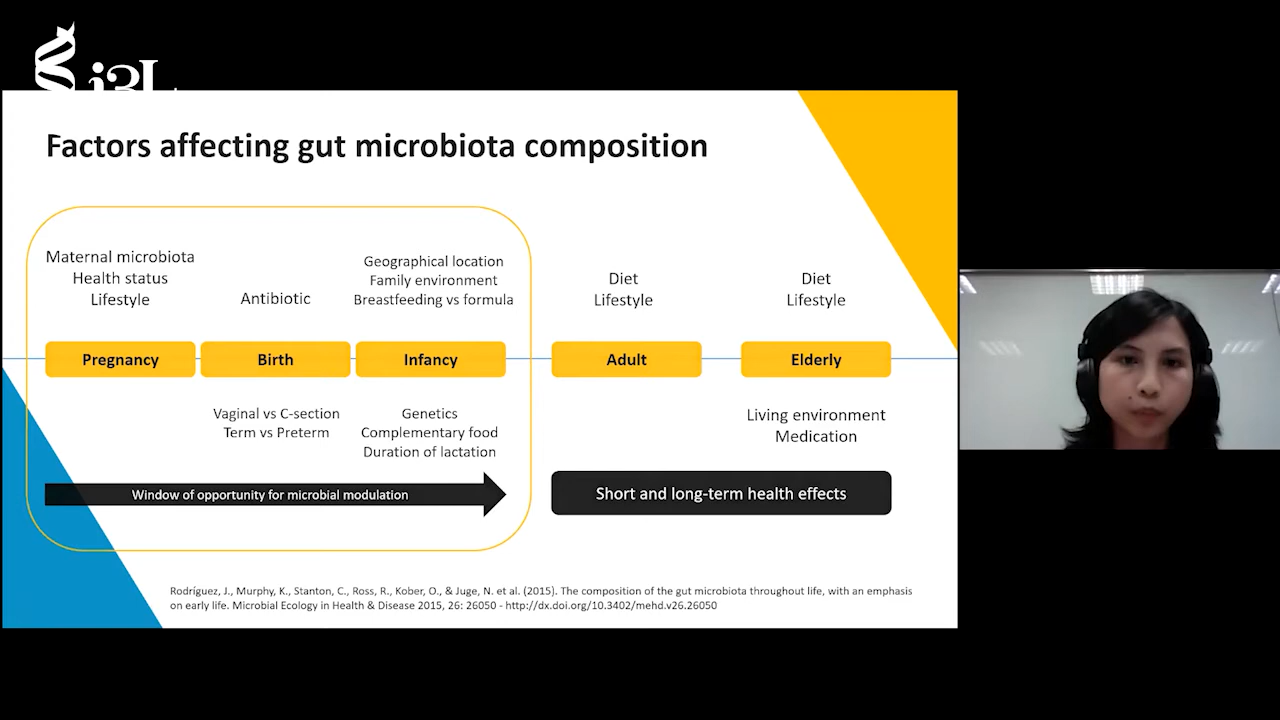 i3L
Factors affecting gut microbiota composition
Maternal microbiota
Health status
Lifestyle
Antibiotic
Geographical location
Family environment
Breastfeeding vs formula
Diet
Lifestyle
Diet
Lifestyle
Pregnancy
Birth
Infancy
Adult
Elderly
Vaginal vs C-section
Term vs Preterm
Genetics
Complementary food
Duration of lactation
Living environment
Medication
Window of opportunity for microbial modulation
Short and long-term health effects
Rodríguez, J., Murphy, K., Stanton, C., Ross, R., Kober, O., & Juge, N. et al. (2015). The composition of the gut microbiota throughout life, with an emphasis
on early life. Microbial Ecology in Health & Disease 2015, 26: 26050 - http://dx.doi.org/10.3402/mehd.v26.26050